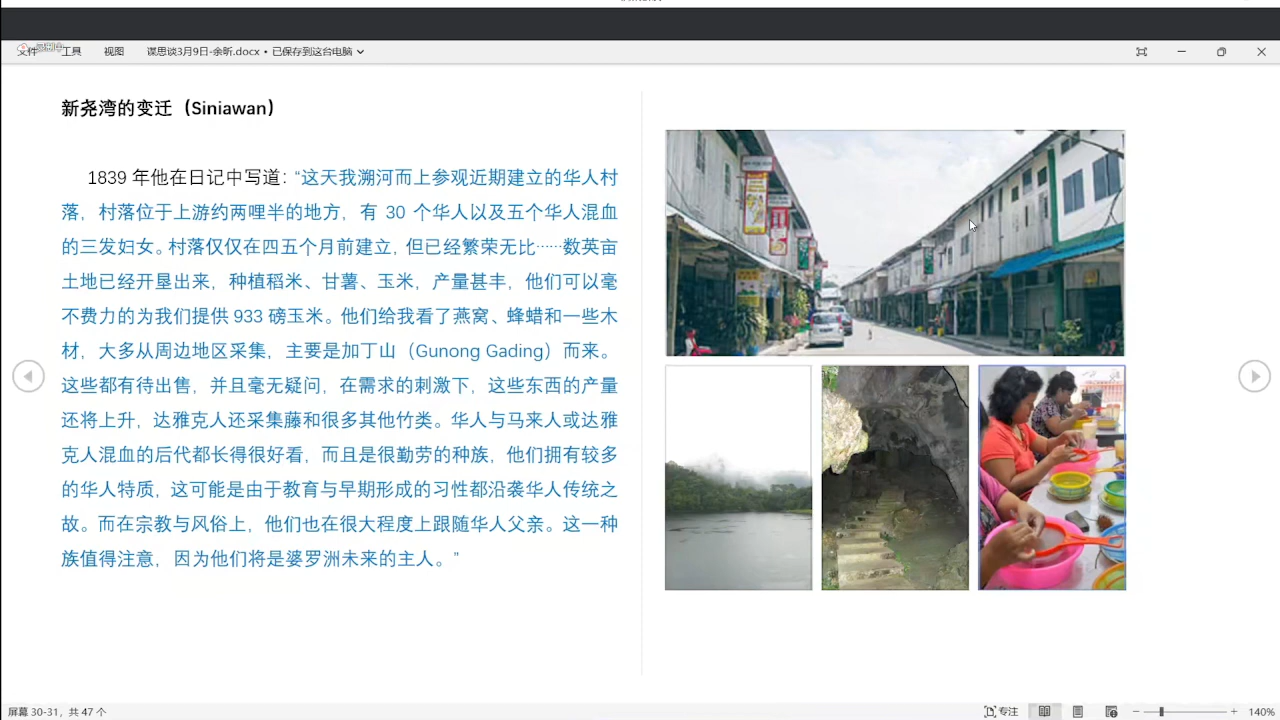 文件
工具
视图
谋思谈3月9日-余昕.docx • 已保存到这台电脑
新尧湾的变迁（Siniawan）
1839 年他在日记中写道：“这天我溯河而上参观近期建立的华人村
落，村落位于上游约两哩半的地方，有 30 个华人以及五个华人混血
的三发妇女。村落仅仅在四五个月前建立，但已经繁荣无比……数英亩
土地已经开垦出来，种植稻米、甘薯、玉米，产量甚丰，他们可以毫
不费力的为我们提供 933 磅玉米。他们给我看了燕窝、蜂蜡和一些木
材，大多从周边地区采集，主要是加丁山（Gunong Gading）而来。
这些都有待出售，并且毫无疑问，在需求的刺激下，这些东西的产量
还将上升，达雅克人还采集藤和很多其他竹类。华人与马来人或达雅
克人混血的后代都长得很好看，而且是很勤劳的种族，他们拥有较多
的华人特质，这可能是由于教育与早期形成的习性都沿袭华人传统之
故。而在宗教与风俗上，他们也在很大程度上跟随华人父亲。这一种
族值得注意，因为他们将是婆罗洲未来的主人。”
屏幕 30-31，共 47 个
专注
140%